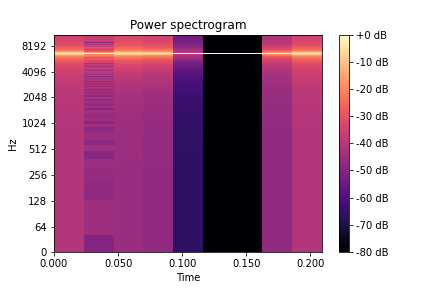 Power spectrogram
Hz
8192
4096
2048
1024
512
256
128
64
0
0.000 0.050 0.100 0.150 0.200
Time
+0 dB
-10 dB
-20 dB
-30 dB
-40 dB
-50 dB
-60 dB
-70 dB
-80 dB